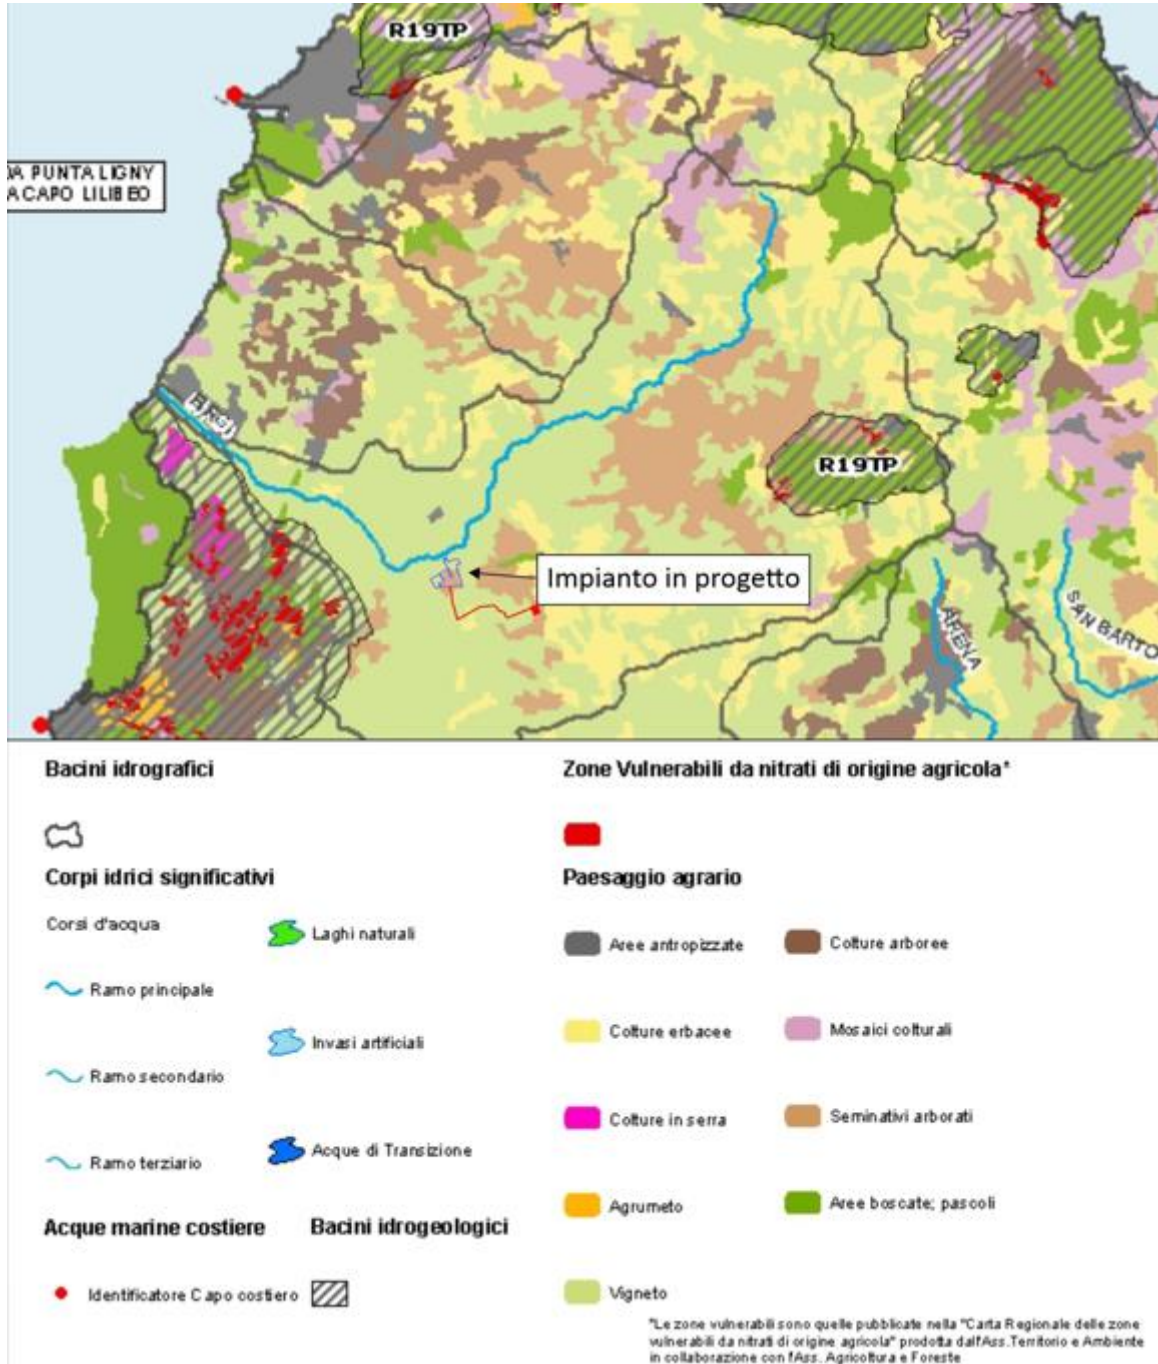 R19TP
DA PUNTA LIGNY
A CAPO LILIBEO
BIRGI
R19TP
Impianto in progetto
ARENA
SAN BARTO
Bacini idrografici
Zone Vulnerabili da nitrati di origine agricola*
Corpi idrici significativi
Paesaggio agrario
Corsi d'acqua
Laghi naturali
Aree antropizzate
Colture arboree
Ramo principale
Colture erbacee
Mosaici colturali
Invasi artificiali
Ramo secondario
Colture in serra
Seminativi arborati
Acque di Transizione
Ramo terziario
Agrumeto
Aree boscate; pascoli
Acque marine costiere
Bacini idrogeologici
Identificatore Capo costiero
Vigneto
"Le zone vulnerabili sono quelle pubblicate nella "Carta Regionale delle zone
vulnerabili da nitrati di origine agricola" prodotta dall'Ass. Territorio e Ambiente
in collaborazione con l'Ass. Agricoltura e Foreste